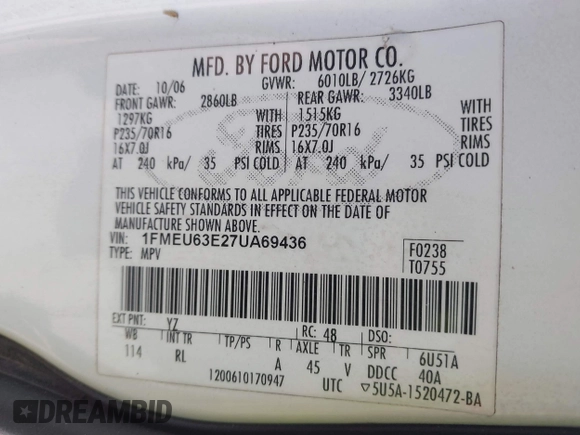 MFD. BY FORD MOTOR CO.
DATE: 10/06 GVWR: 6010LB/ 2726KG
FRONT GAWR: 2860LB REAR GAWR: 3340LB
1297KG WITH 1515KG WITH
P235/70R16 TIRES P235/70R16 TIRES
16X7.0J RIMS 16X7.0J RIMS
AT 240 kPa/ 35 PSI COLD AT 240 kPa/ 35 PSI COLD
THIS VEHICLE CONFORMS TO ALL APPLICABLE FEDERAL MOTOR
VEHICLE SAFETY STANDARDS IN EFFECT ON THE DATE OF
MANUFACTURE SHOWN ABOVE.
VIN: 1FMEU63E27UA69436
TYPE: MPV
F0238
T0755
EXT PNT: YZ RC: 48 DSO:
WB INT TR TP/PS R AXLE TR SPR 6U51A
114 RL A 45 V DDCC 40A
1200610170947 UTC ▽5U5A-1520472-BA
Ford
DREAMBID